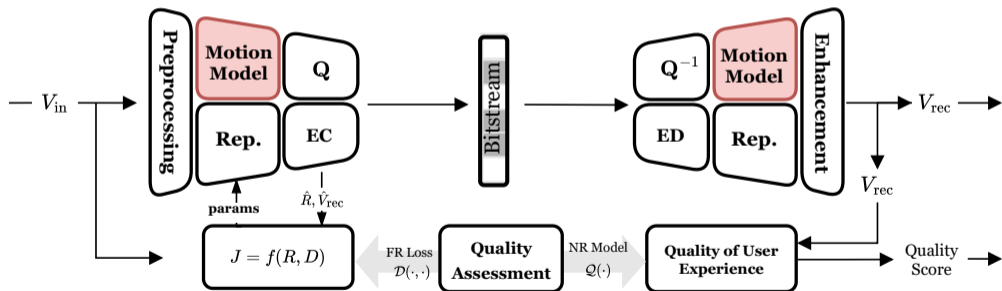 V_in
Preprocessing
Motion
Model
Q
Rep.
EC
Bitstream
Q^{-1}
Motion
Model
ED
Rep.
Enhancement
V_rec
V_rec
params
R̂, V̂_rec
J = f(R, D)
FR Loss
𝒟(·,·)
Quality
Assessment
NR Model
𝒬(·)
Quality of User
Experience
Quality
Score